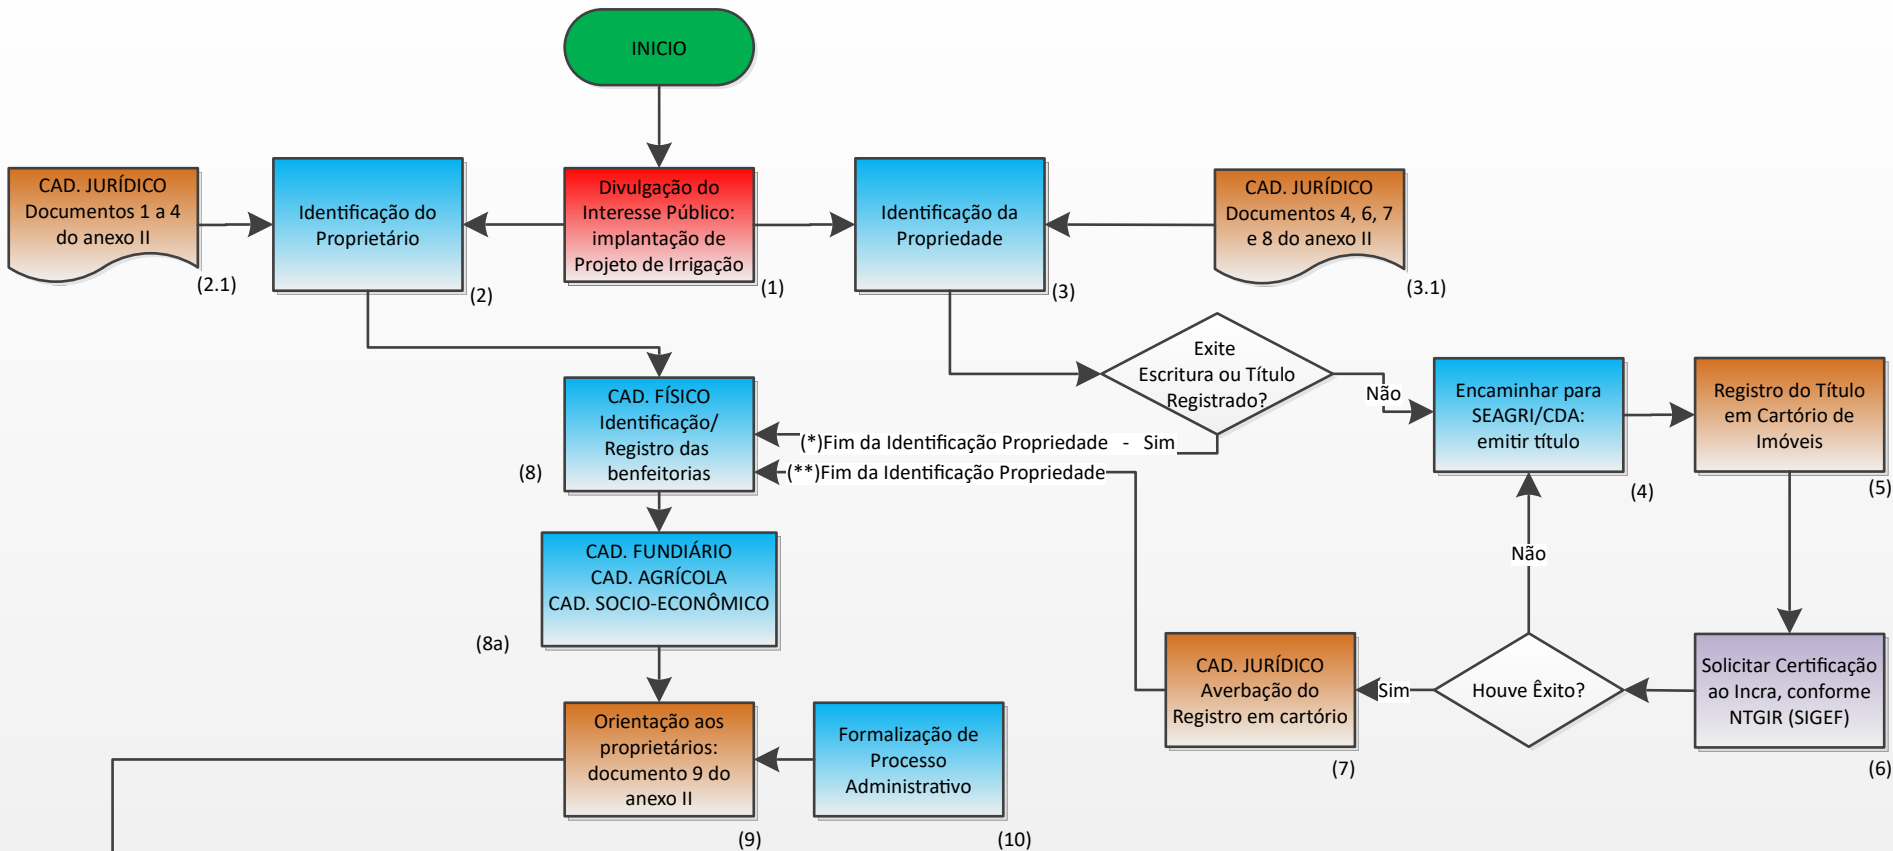 INICIO
CAD. JURÍDICO
Documentos 1 a 4
do anexo II
(2.1)
Identificação do
Proprietário
(2)
Divulgação do
Interesse Público:
implantação de
Projeto de Irrigação
(1)
Identificação da
Propriedade
(3)
CAD. JURÍDICO
Documentos 4, 6, 7
e 8 do anexo II
(3.1)
Exite
Escritura ou Título
Registrado?
Não
Encaminhar para
SEAGRI/CDA:
emitir título
(4)
Registro do Título
em Cartório de
Imóveis
(5)
CAD. FÍSICO
Identificação/
Registro das
benfeitorias
(8)
(*)Fim da Identificação Propriedade - Sim
(**)Fim da Identificação Propriedade
CAD. FUNDIÁRIO
CAD. AGRÍCOLA
CAD. SOCIO-ECONÔMICO
(8a)
Não
CAD. JURÍDICO
Averbação do
Registro em cartório
(7)
Sim
Houve Êxito?
Solicitar Certificação
ao Incra, conforme
NTGIR (SIGEF)
(6)
Orientação aos
proprietários:
documento 9 do
anexo II
(9)
Formalização de
Processo
Administrativo
(10)